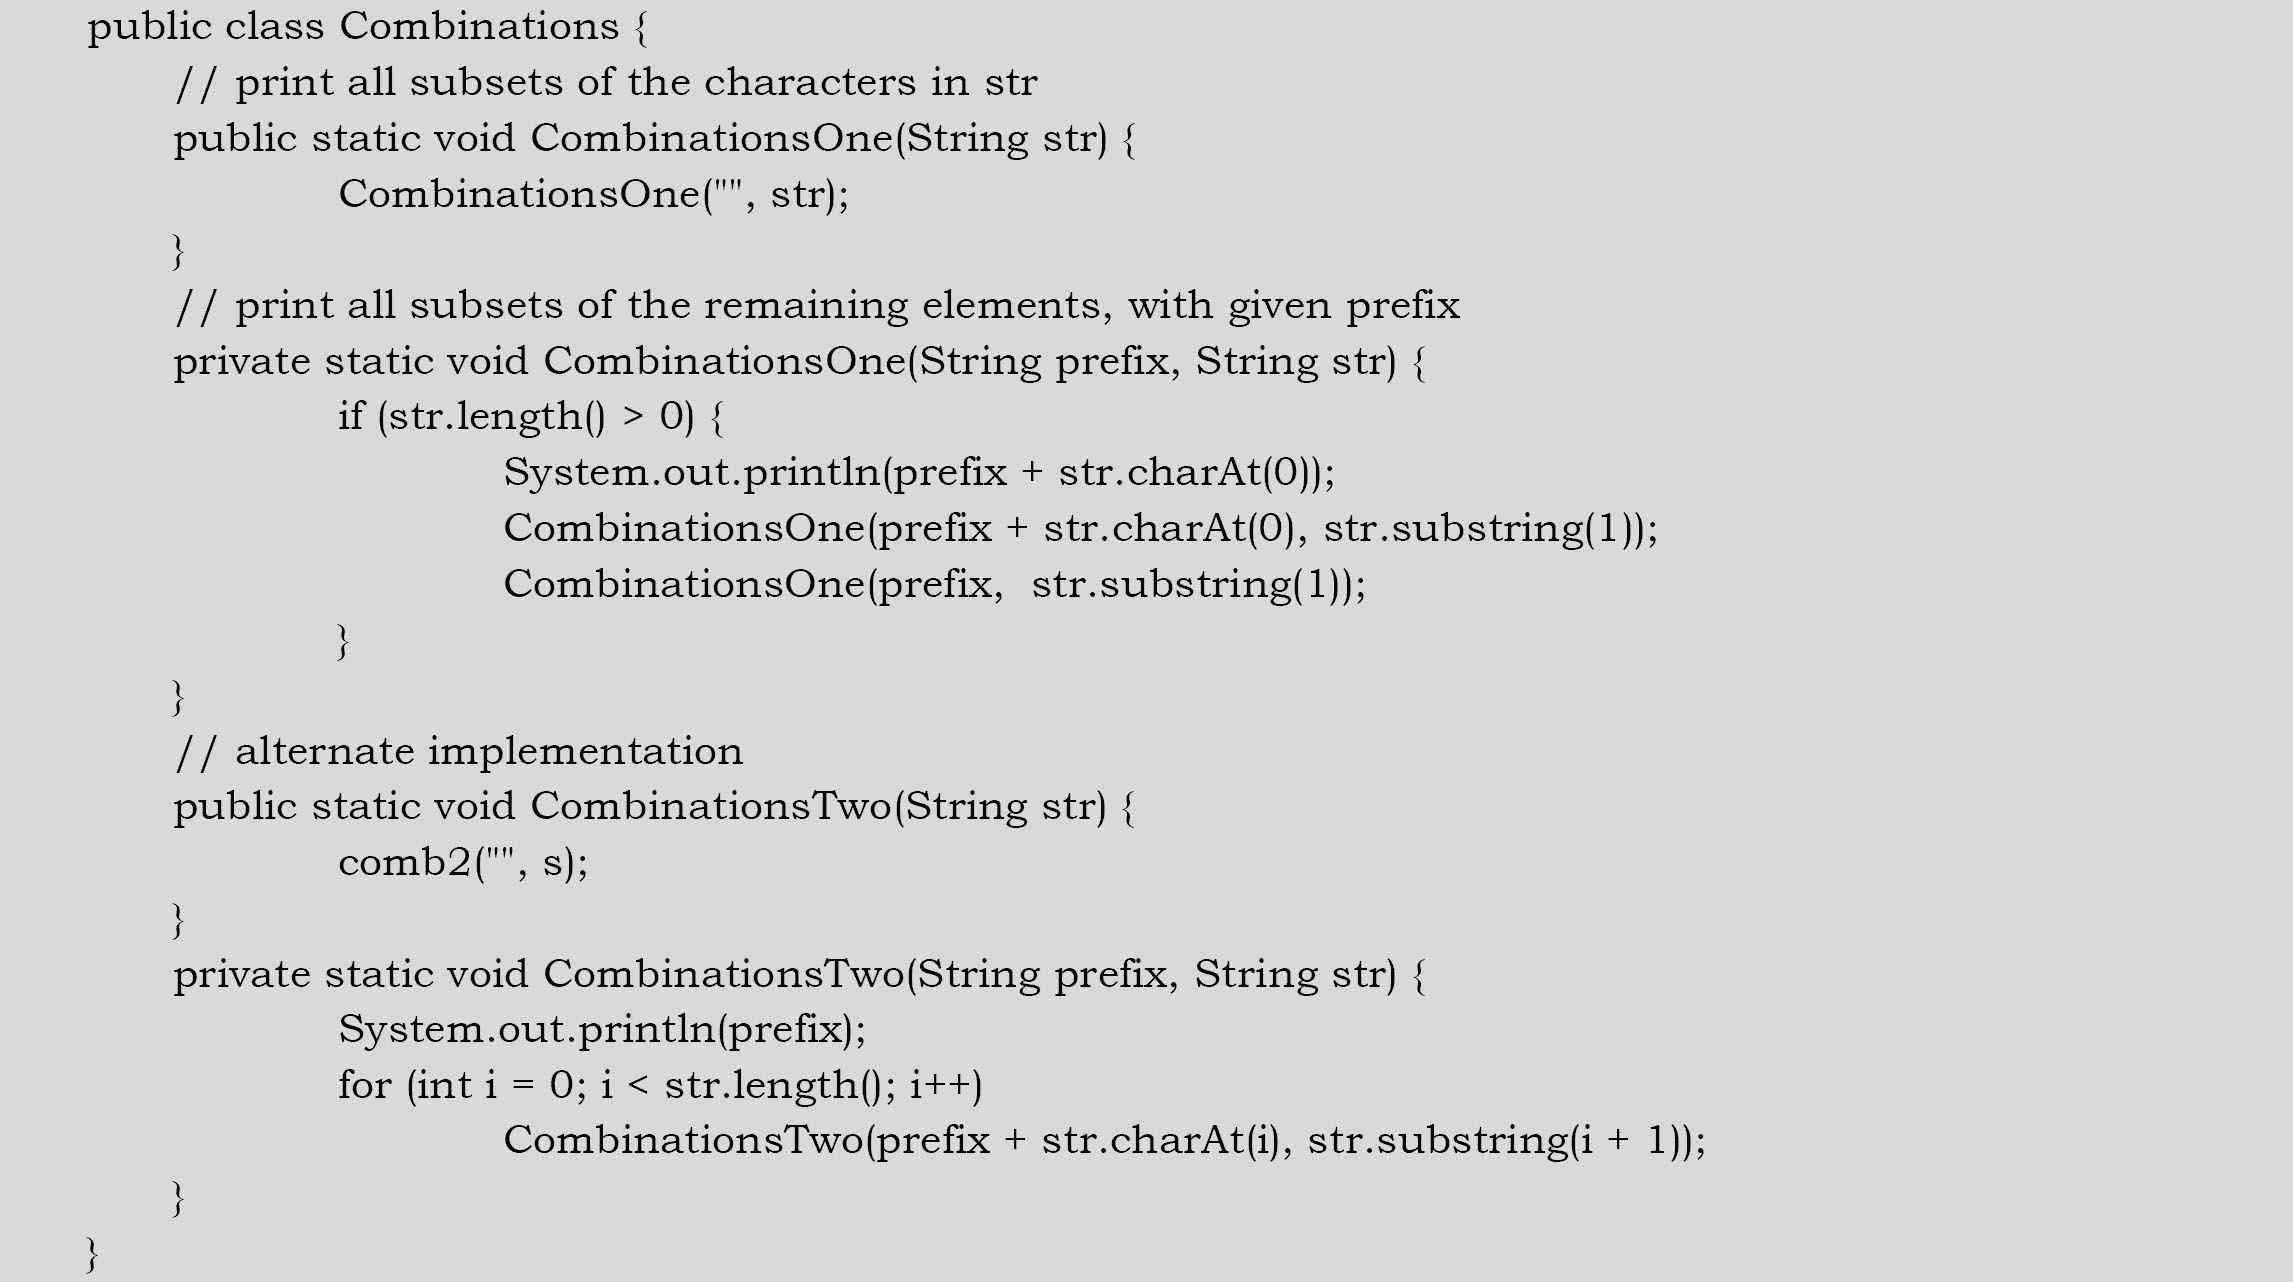 public class Combinations {
// print all subsets of the characters in str
public static void CombinationsOne(String str) {
CombinationsOne("", str);
}
// print all subsets of the remaining elements, with given prefix
private static void CombinationsOne(String prefix, String str) {
if (str.length() > 0) {
System.out.println(prefix + str.charAt(0));
CombinationsOne(prefix + str.charAt(0), str.substring(1));
CombinationsOne(prefix,  str.substring(1));
}
}
// alternate implementation
public static void CombinationsTwo(String str) {
comb2("", s);
}
private static void CombinationsTwo(String prefix, String str) {
System.out.println(prefix);
for (int i = 0; i < str.length(); i++)
CombinationsTwo(prefix + str.charAt(i), str.substring(i + 1));
}
}